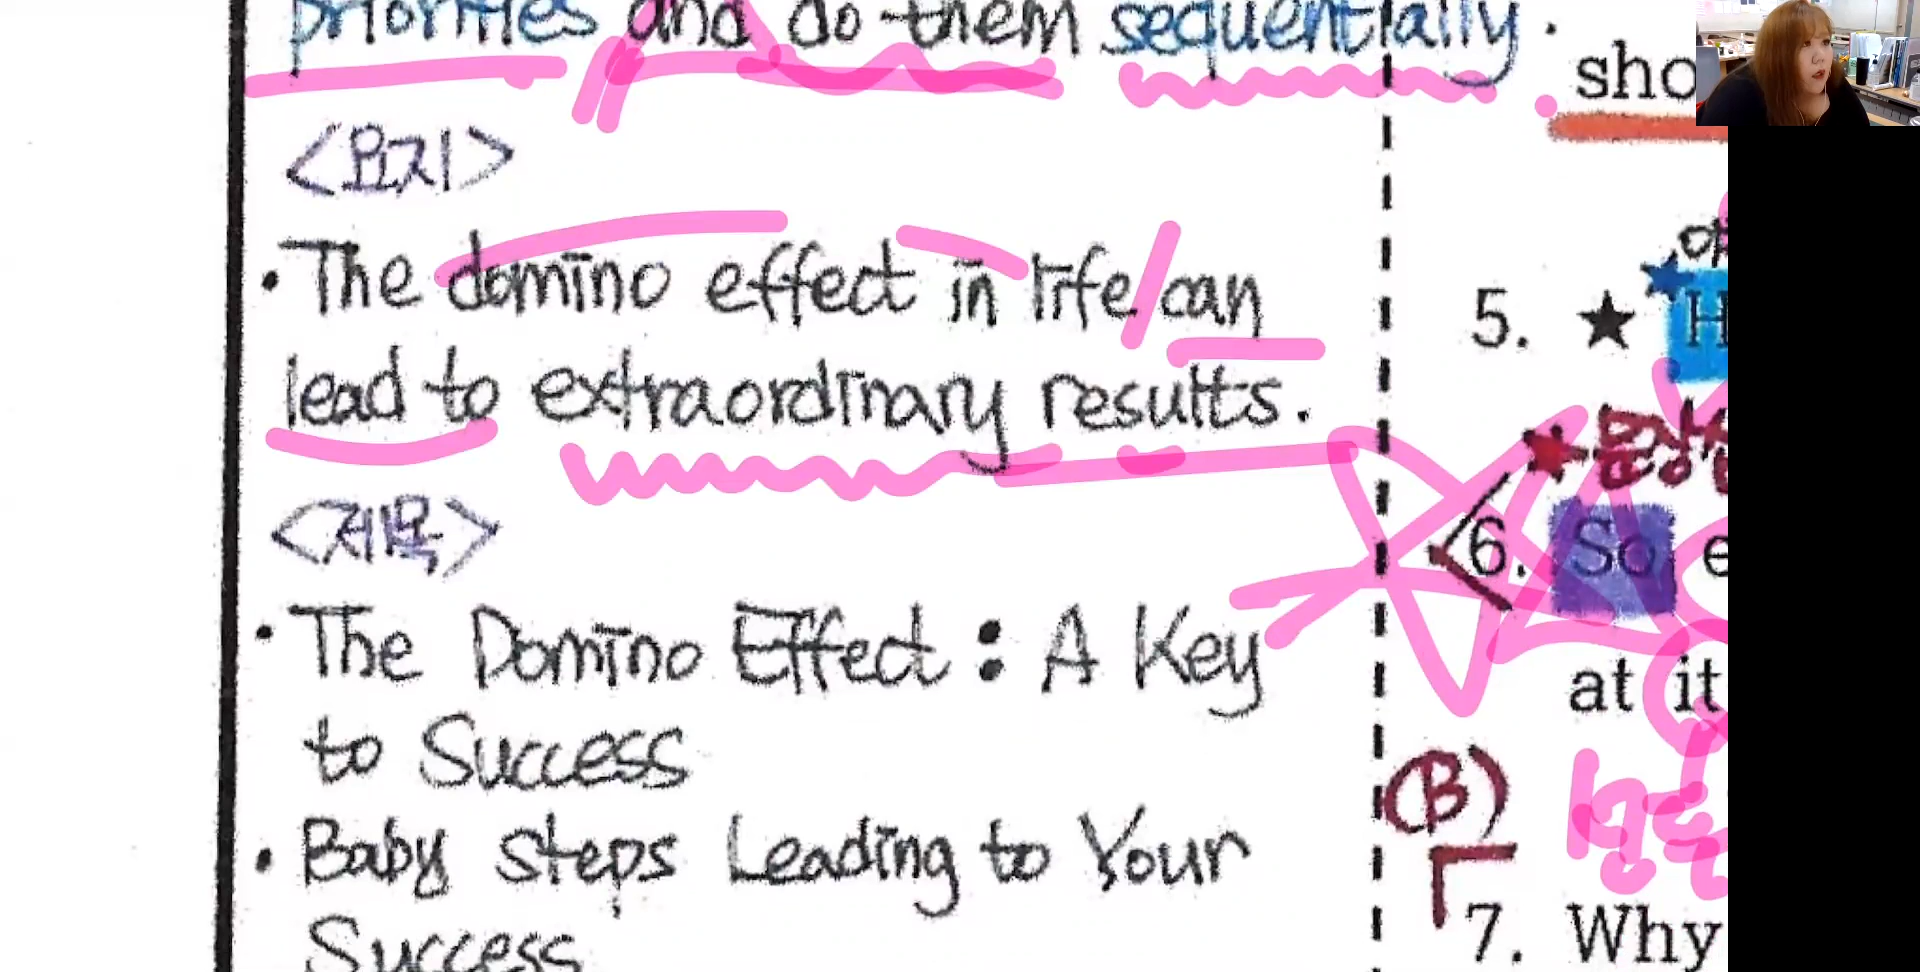 priorities and do them sequentially.
<요지>
• The domino effect in life / can
lead to extraordinary results.
<제목>
• The Domino Effect : A Key
to Success
• Baby steps Leading to Your
Success
sho
5. ★ H
★문장
6. So e
at it
(B)
7. Why